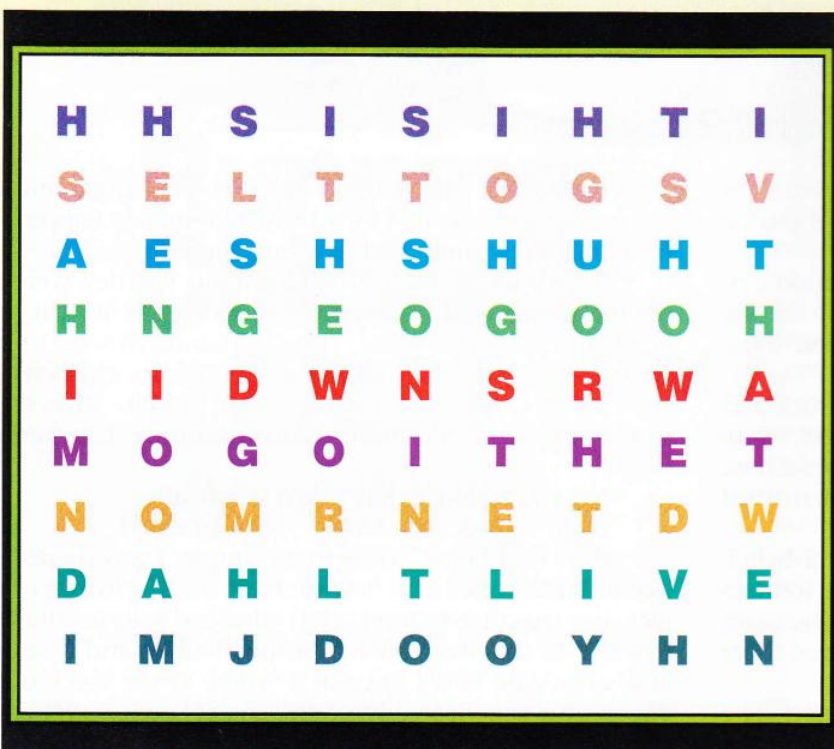 H H S I S I H T I
S E L T T O G S V
A E S H S H U H T
H N G E O G O O H
I I D W N S R W A
M O G O I T H E T
N O M R N E T D W
D A H L T L I V E
I M J D O O Y H N